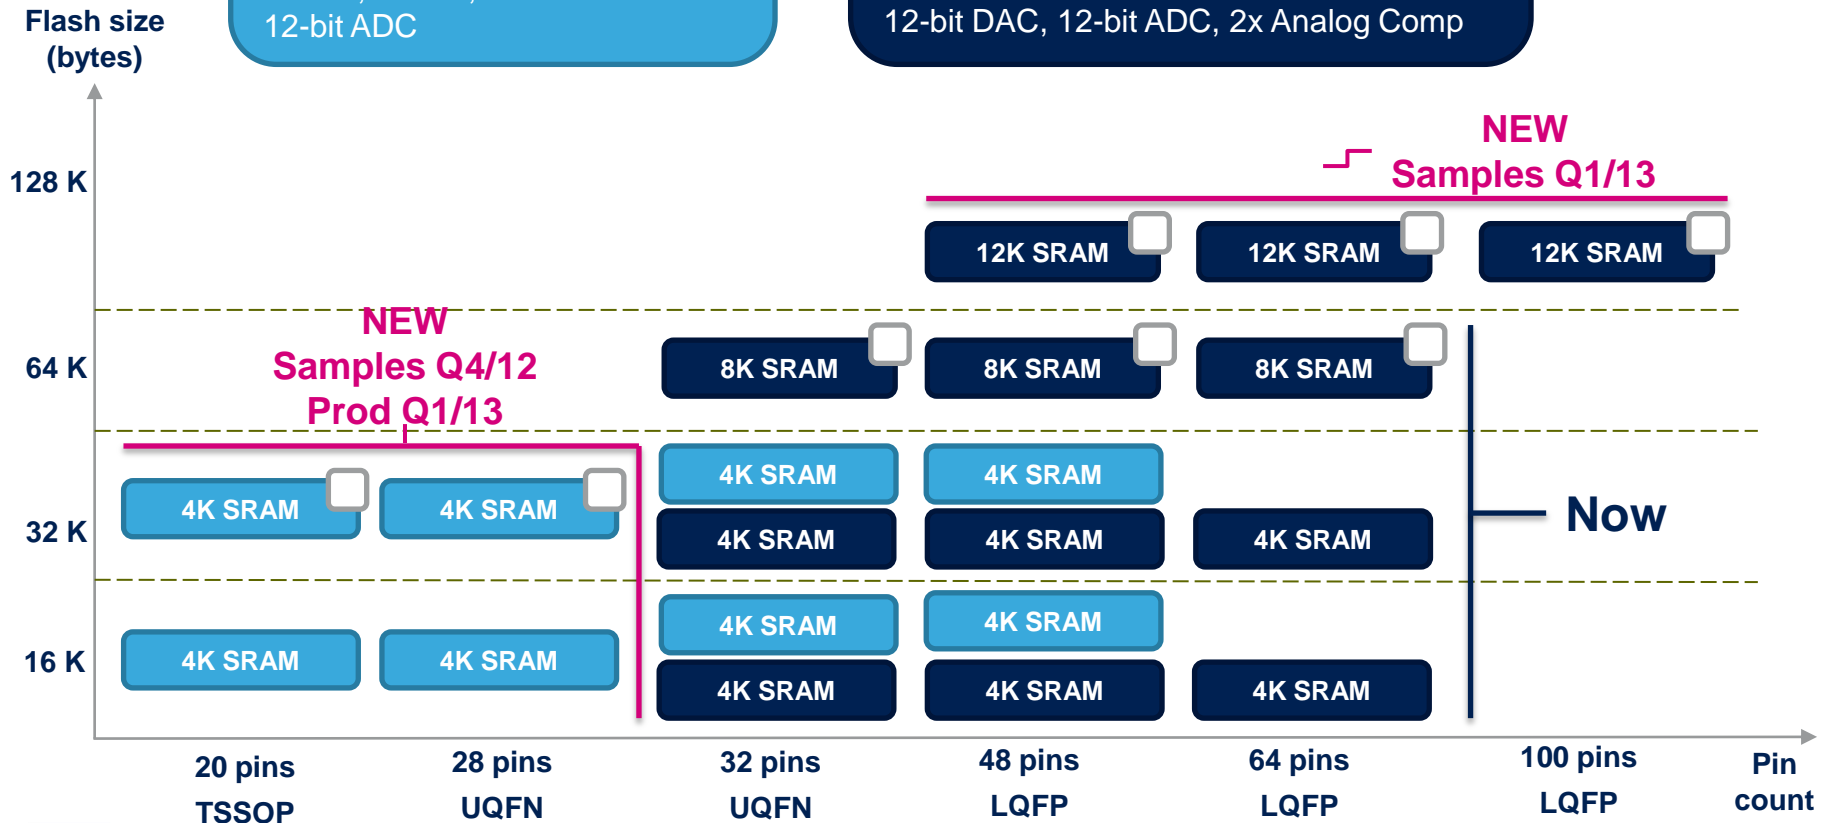 12-bit ADC
12-bit DAC, 12-bit ADC, 2x Analog Comp
Flash size
(bytes)
NEW
Samples Q1/13
128 K
12K SRAM
12K SRAM
12K SRAM
NEW
Samples Q4/12
Prod Q1/13
64 K
8K SRAM
8K SRAM
8K SRAM
4K SRAM
4K SRAM
4K SRAM
4K SRAM
32 K
4K SRAM
4K SRAM
4K SRAM
Now
4K SRAM
4K SRAM
16 K
4K SRAM
4K SRAM
4K SRAM
4K SRAM
4K SRAM
20 pins
TSSOP
28 pins
UQFN
32 pins
UQFN
48 pins
LQFP
64 pins
LQFP
100 pins
LQFP
Pin
count